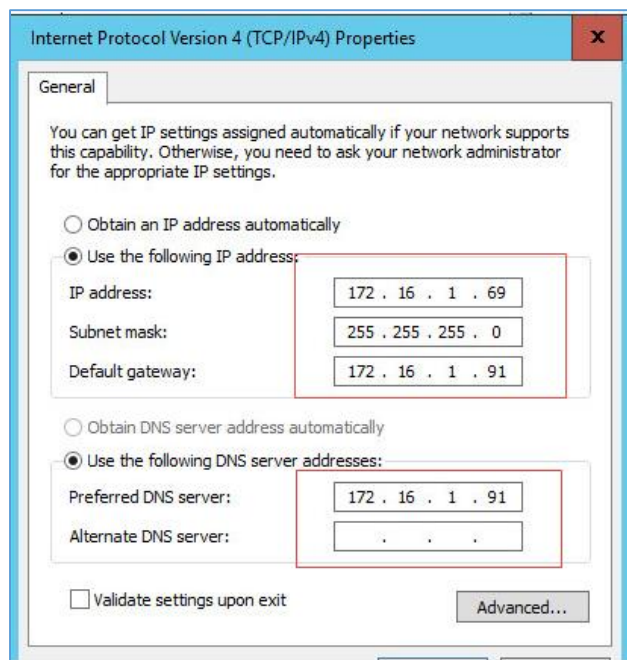 Internet Protocol Version 4 (TCP/IPv4) Properties
x
General
You can get IP settings assigned automatically if your network supports
this capability. Otherwise, you need to ask your network administrator
for the appropriate IP settings.
Obtain an IP address automatically
Use the following IP address:
IP address: 172 . 16 . 1 . 69
Subnet mask: 255 . 255 . 255 . 0
Default gateway: 172 . 16 . 1 . 91
Obtain DNS server address automatically
Use the following DNS server addresses:
Preferred DNS server: 172 . 16 . 1 . 91
Alternate DNS server: . . .
Validate settings upon exit
Advanced...